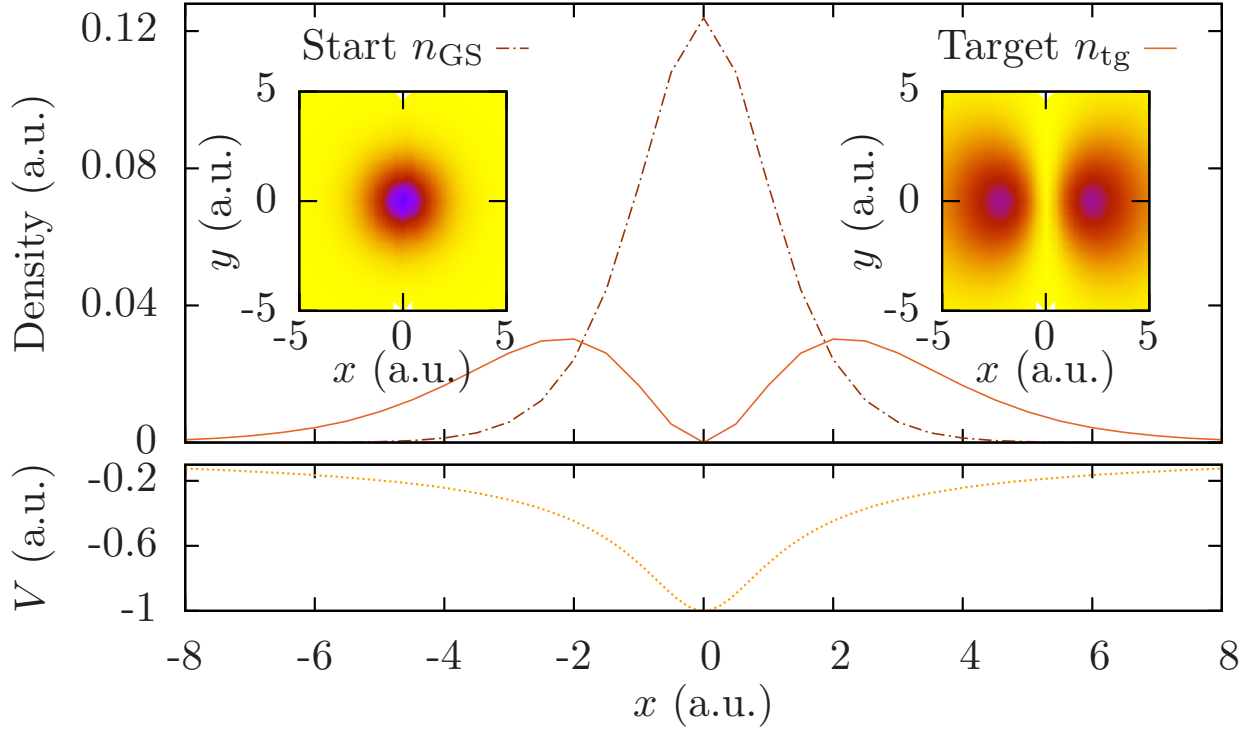 0.12
0.08
0.04
0
Density (a.u.)
Start n_GS
5
0
-5
y (a.u.)
-5 0 5
x (a.u.)
Target n_tg
5
0
-5
y (a.u.)
-5 0 5
x (a.u.)
-0.2
-0.6
-1
V (a.u.)
-8 -6 -4 -2 0 2 4 6 8
x (a.u.)